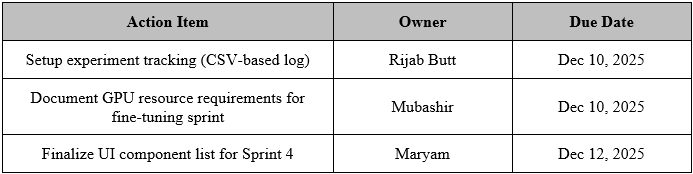 Action Item Owner Due Date
Setup experiment tracking (CSV-based log) Rijab Butt Dec 10, 2025
Document GPU resource requirements for
fine-tuning sprint Mubashir Dec 10, 2025
Finalize UI component list for Sprint 4 Maryam Dec 12, 2025